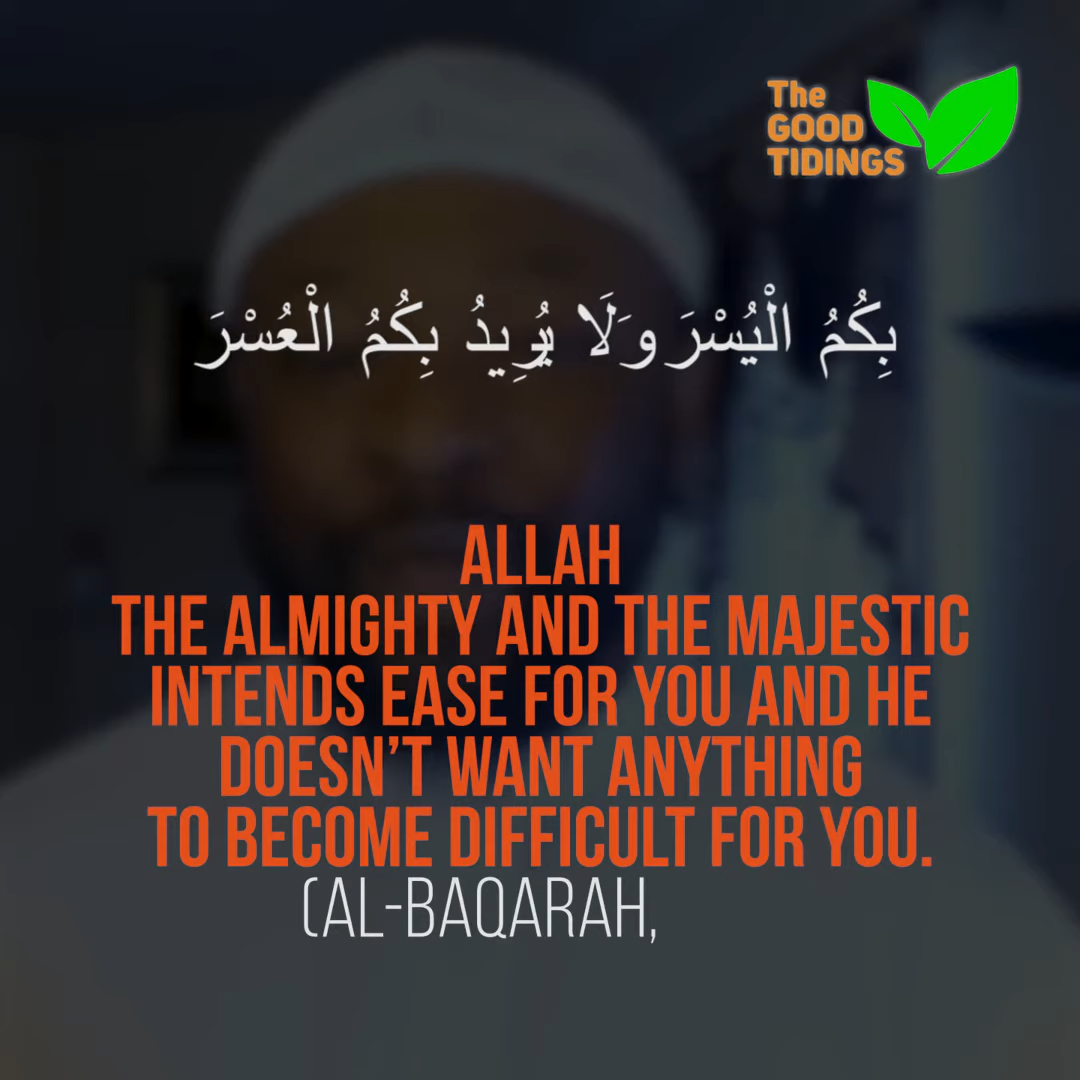 The
GOOD
TIDINGS
بِكُمُ الْيُسْرَ وَلَا يُرِيدُ بِكُمُ الْعُسْرَ
ALLAH
THE ALMIGHTY AND THE MAJESTIC
INTENDS EASE FOR YOU AND HE
DOESN'T WANT ANYTHING
TO BECOME DIFFICULT FOR YOU.
(AL-BAQARAH,